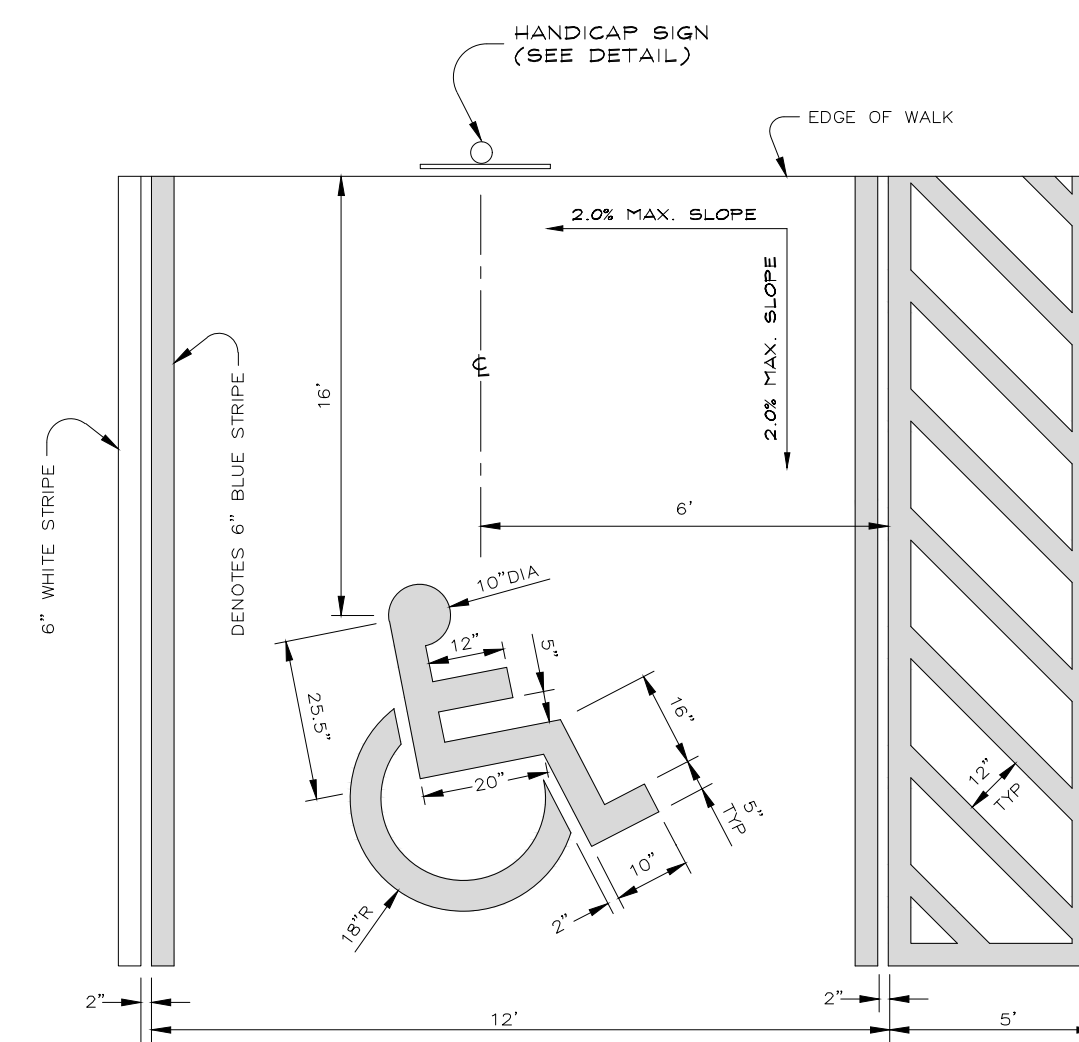 HANDICAP SIGN
(SEE DETAIL)
EDGE OF WALK
2.0% MAX. SLOPE
2.0% MAX. SLOPE
℄
16'
6" WHITE STRIPE
DENOTES 6" BLUE STRIPE
6'
10"DIA
12"
5"
25.5"
16"
20"
5"
TYP
12"
TYP
10"
2"
18"R
2"
2"
12'
5'